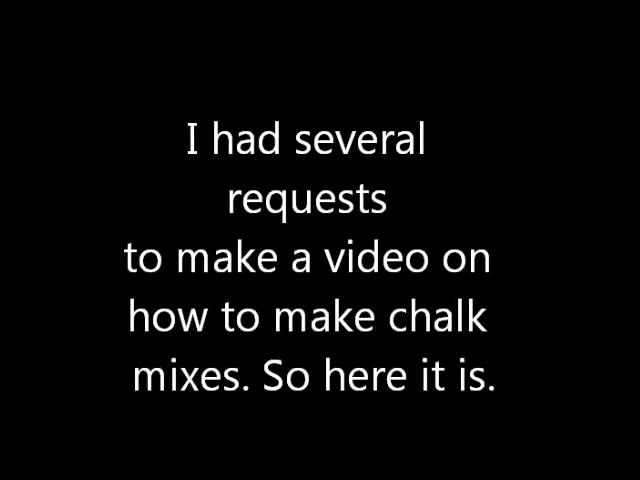 I had several
requests
to make a video on
how to make chalk
mixes. So here it is.